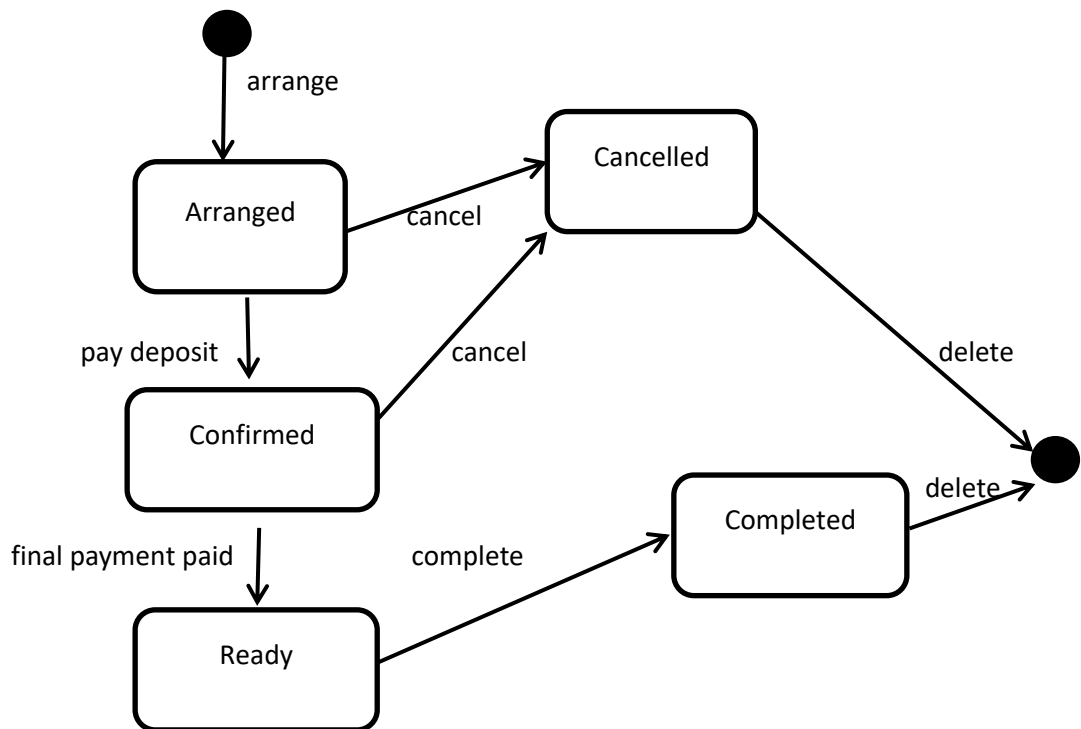 arrange
Cancelled
Arranged
cancel
pay deposit
cancel
delete
Confirmed
delete
Completed
final payment paid
complete
Ready